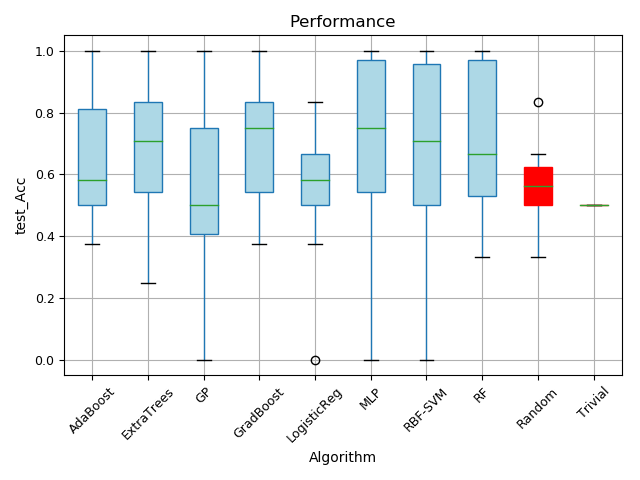 Performance
test_Acc
1.0
0.8
0.6
0.4
0.2
0.0
AdaBoost
ExtraTrees
GP
GradBoost
LogisticReg
MLP
RBF-SVM
RF
Random
Trivial
Algorithm